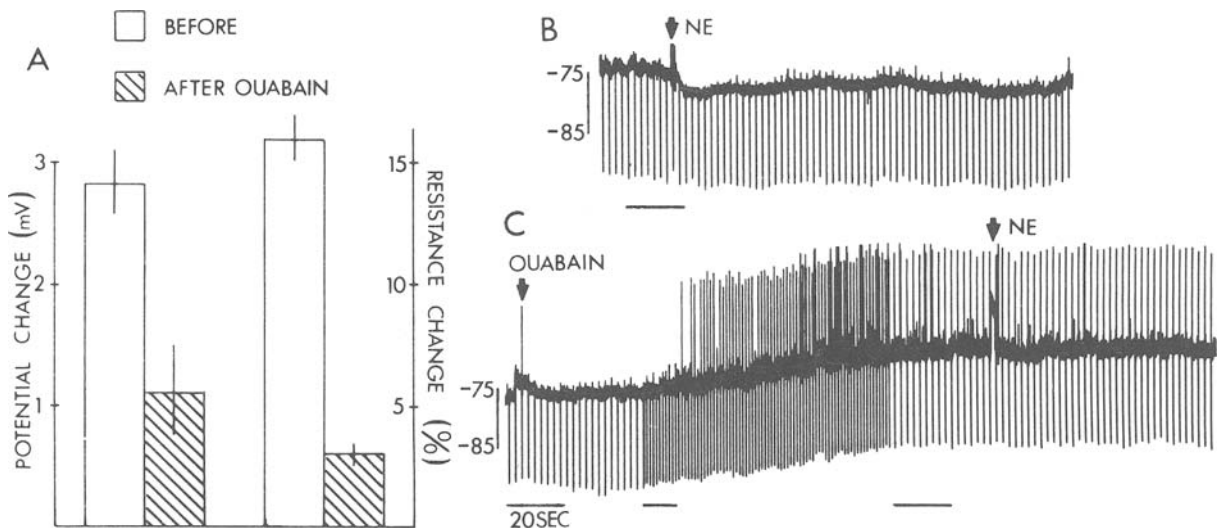 BEFORE
AFTER OUABAIN
A
POTENTIAL CHANGE (mV)
3
2
1
RESISTANCE CHANGE (%)
15
10
5
B
NE
-75
-85
C
OUABAIN
NE
-75
-85
20SEC